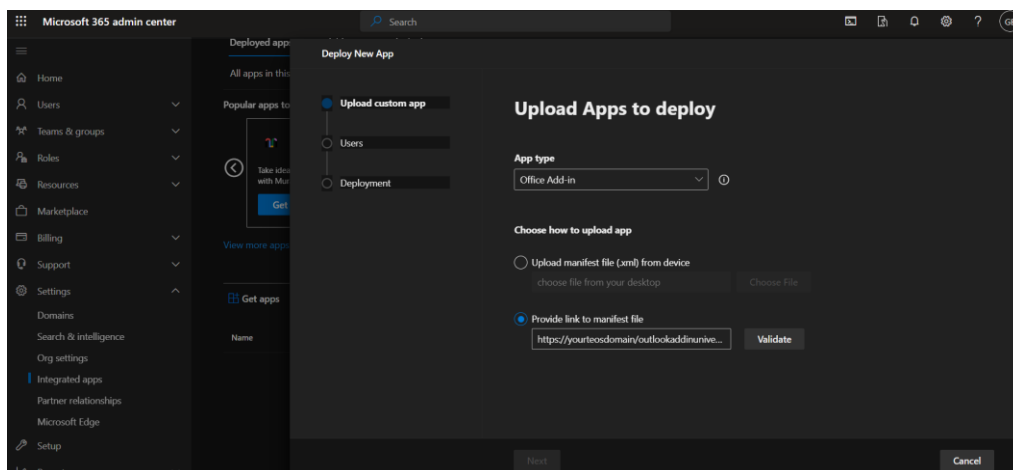 Microsoft 365 admin center
Search
Home
Users
Teams & groups
Roles
Resources
Marketplace
Billing
Support
Settings
Domains
Search & intelligence
Org settings
Integrated apps
Partner relationships
Microsoft Edge
Setup
Deployed app
All apps in this
Popular apps to
Take idea
with Mur
Get
View more apps
Get apps
Name
Deploy New App
Upload custom app
Users
Deployment
Upload Apps to deploy
App type
Office Add-in
Choose how to upload app
Upload manifest file (.xml) from device
choose file from your desktop
Choose File
Provide link to manifest file
https://yourteosdomain/outlookaddinunive...
Validate
Next
Cancel